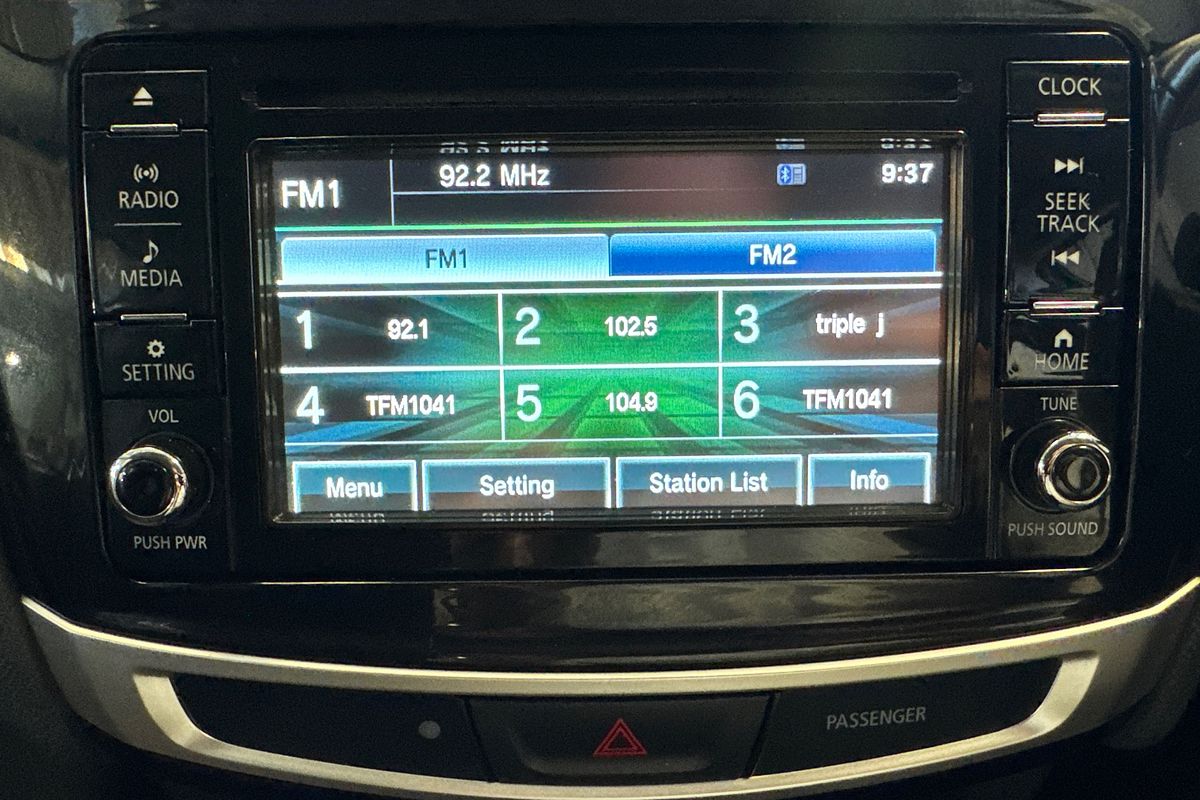 CLOCK
RADIO
MEDIA
SETTING
VOL
PUSH PWR
FM1
92.2 MHz
9:37
FM1
FM2
1 92.1
2 102.5
3 triple j
4 TFM1041
5 104.9
6 TFM1041
Menu
Setting
Station List
Info
SEEK
TRACK
HOME
TUNE
PUSH SOUND
PASSENGER